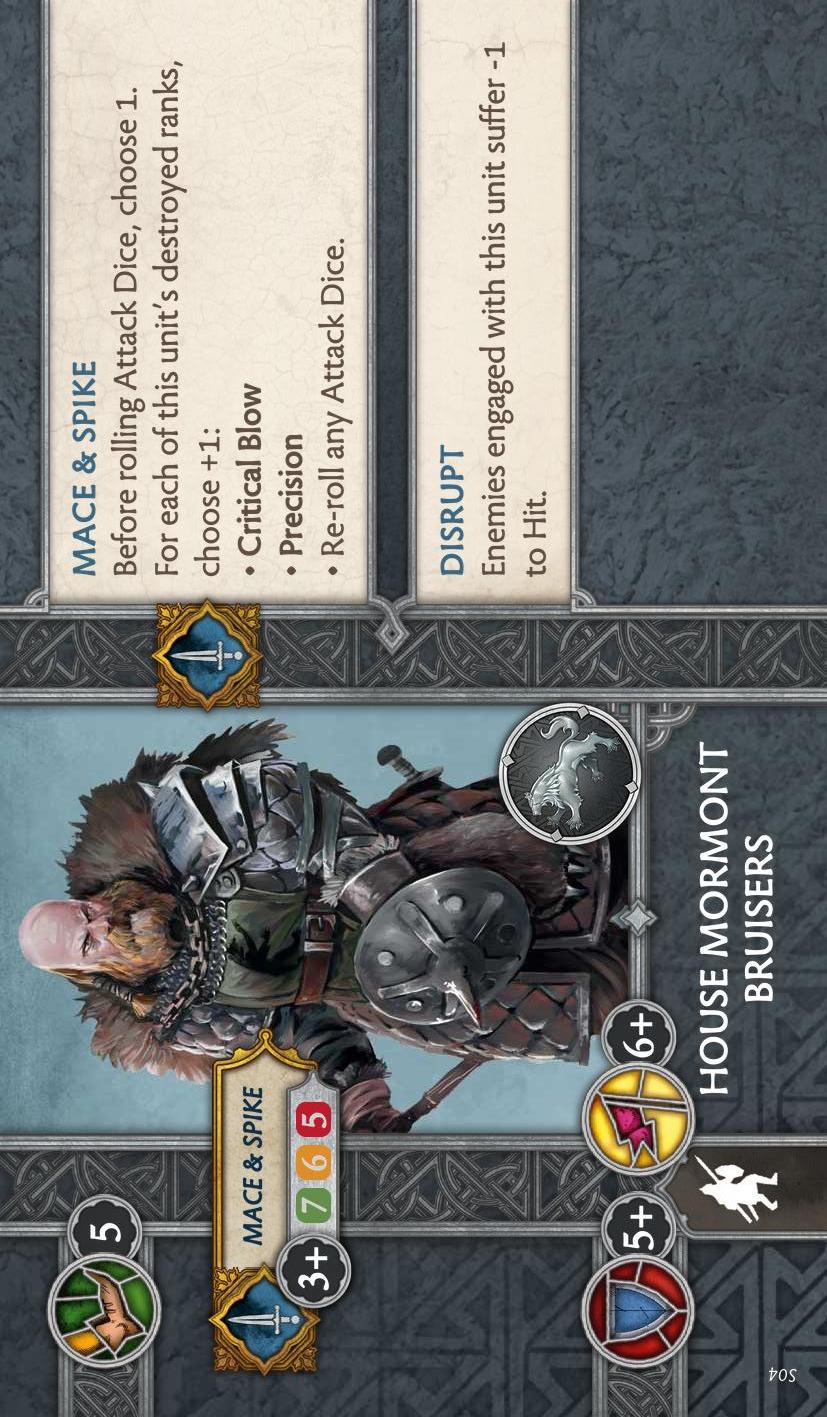 5
MACE & SPIKE
3+
7 6 5
5+
6+
HOUSE MORMONT
BRUISERS
MACE & SPIKE
Before rolling Attack Dice, choose 1.
For each of this unit's destroyed ranks,
choose +1:
• Critical Blow
• Precision
• Re-roll any Attack Dice.
DISRUPT
Enemies engaged with this unit suffer -1
to Hit.
S04